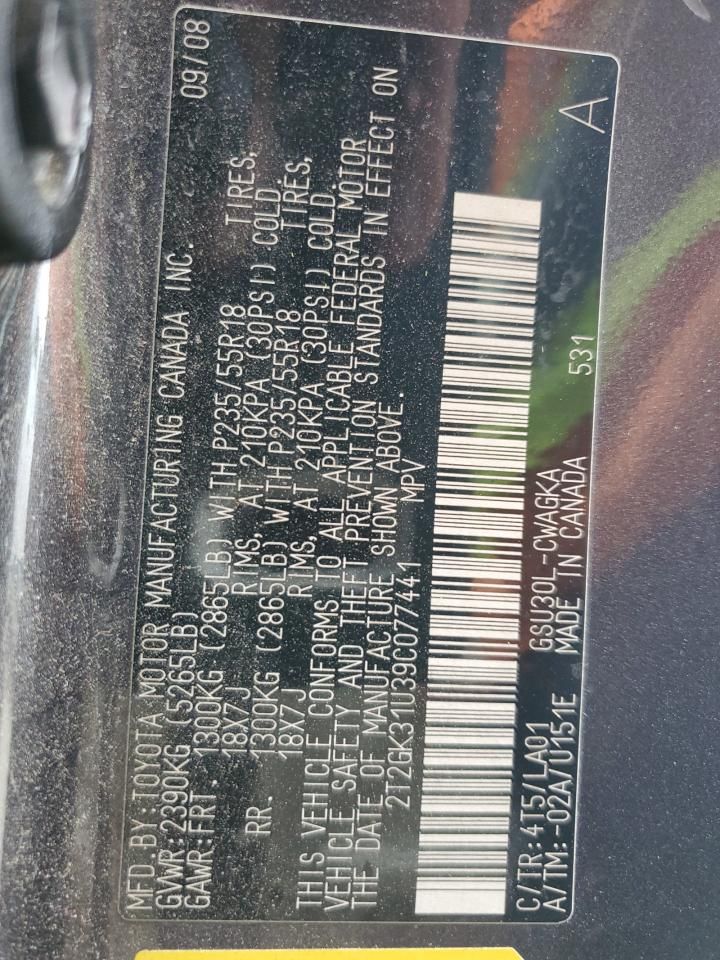 MFD.BY:TOYOTA MOTOR MANUFACTURING CANADA INC. 09/08
GVWR:2390KG (5265LB)
GAWR:FRT. 1300KG (2865LB) WITH P235/55R18 TIRES,
18X7J RIMS, AT 210KPA (30PSI) COLD
RR. 1300KG (2865LB) WITH P235/55R18 TIRES,
18X7J RIMS, AT 210KPA (30PSI) COLD.
THIS VEHICLE CONFORMS TO ALL APPLICABLE FEDERAL MOTOR
VEHICLE SAFETY AND THEFT PREVENTION STANDARDS IN EFFECT ON
THE DATE OF MANUFACTURE SHOWN ABOVE.
2T2GK31U39C077441 MPV
C/TR:4T5/LA01 GSU30L-CWAGKA
A/TM:-02A/U151E MADE IN CANADA 531 A